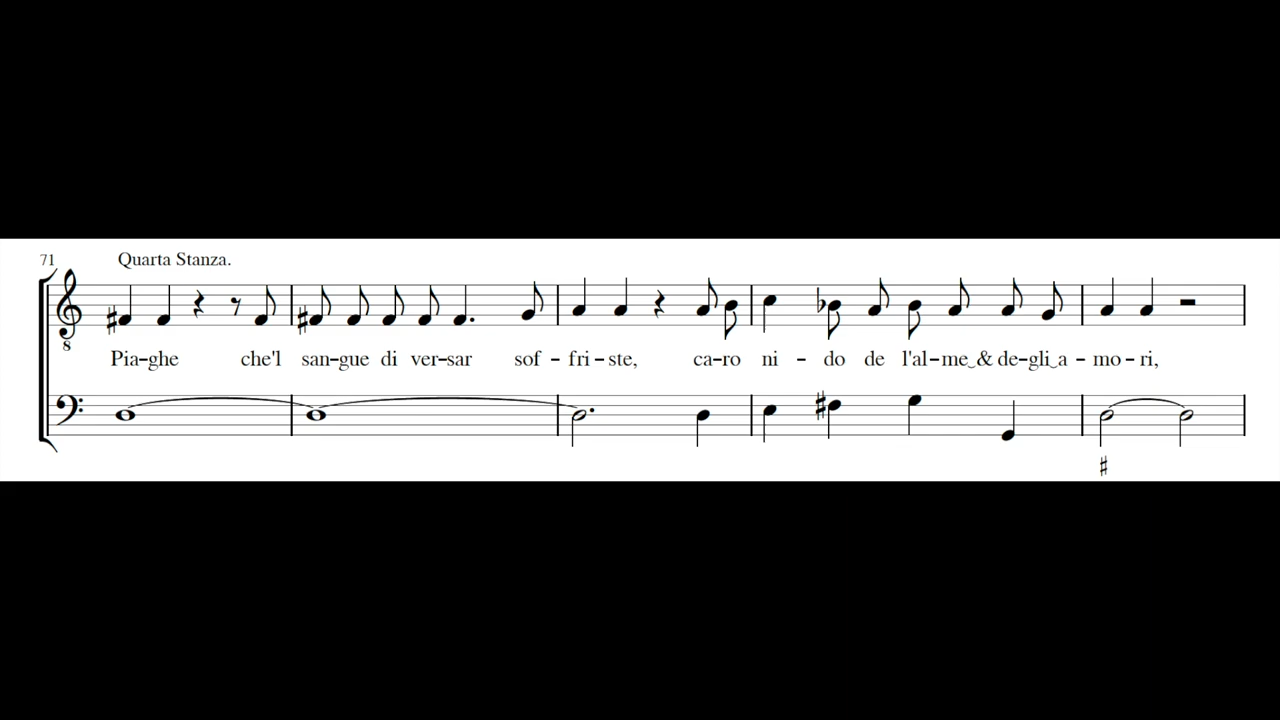 71 Quarta Stanza.
8
Pia-ghe che'l san-gue di ver-sar sof-fri-ste, ca-ro ni-do de l'al-me‿& de-gli‿a-mo-ri,